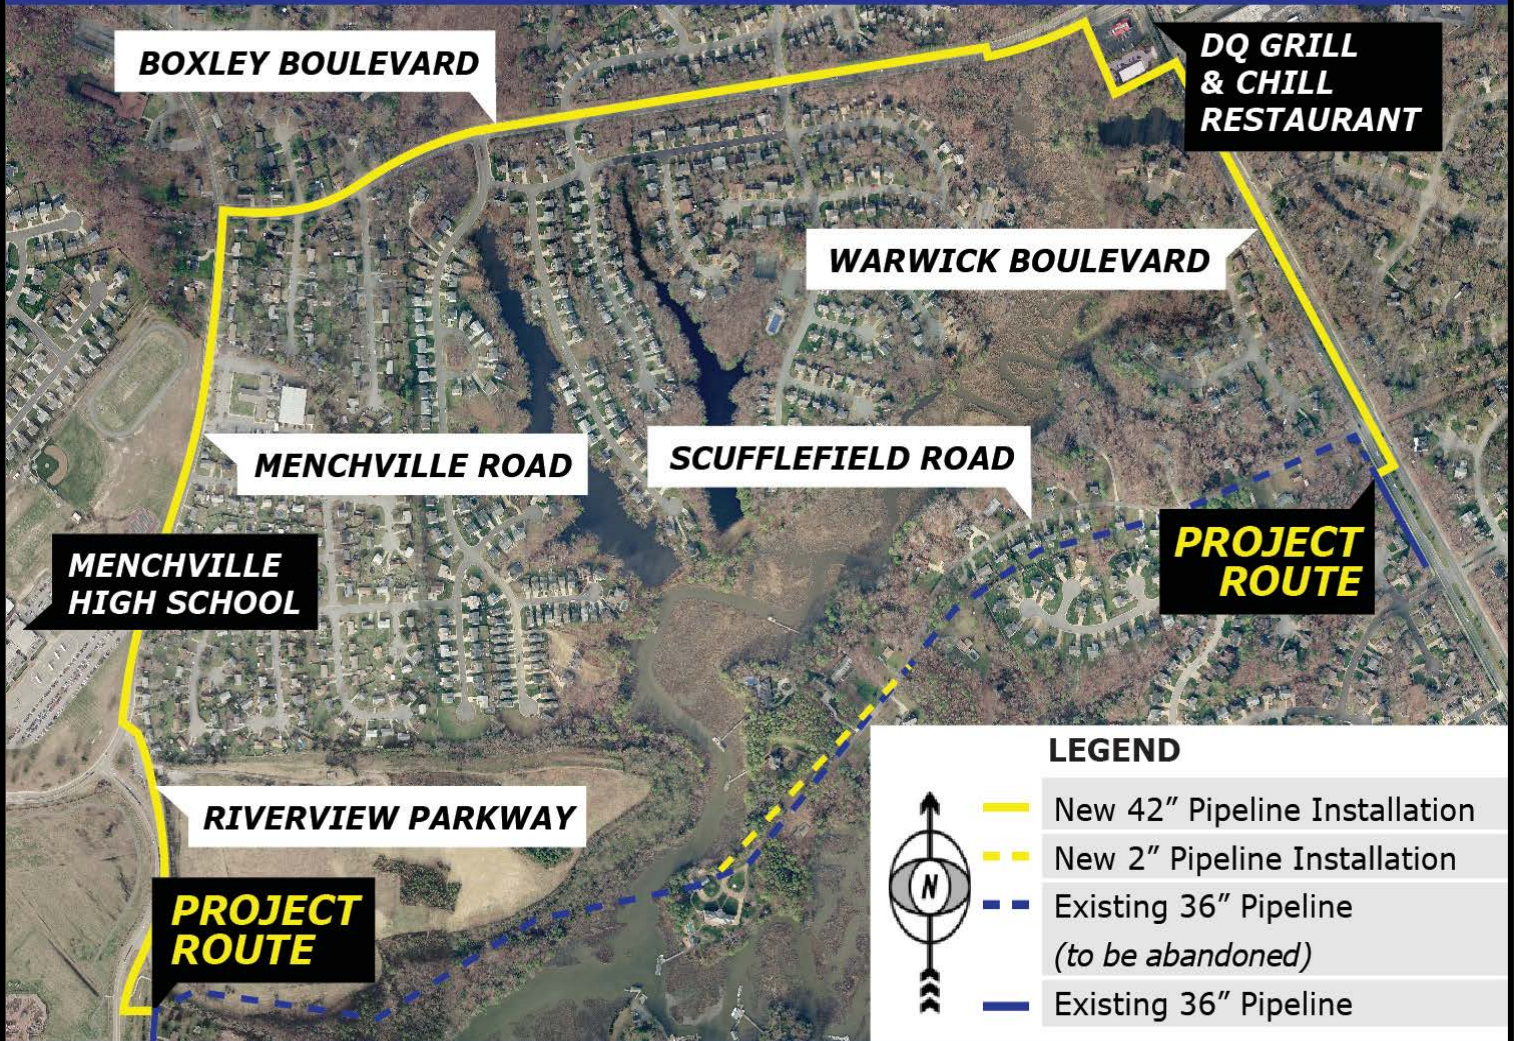 BOXLEY BOULEVARD
DQ GRILL
& CHILL
RESTAURANT
WARWICK BOULEVARD
MENCHVILLE ROAD
SCUFFLEFIELD ROAD
PROJECT
ROUTE
MENCHVILLE
HIGH SCHOOL
RIVERVIEW PARKWAY
PROJECT
ROUTE
LEGEND
N
New 42” Pipeline Installation
New 2” Pipeline Installation
Existing 36” Pipeline
(to be abandoned)
Existing 36” Pipeline